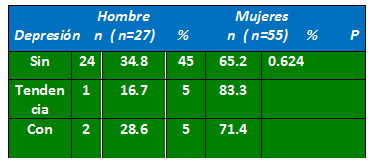 Hombre Mujeres
Depresión n (n=27) % n (n=55) % P
Sin 24 34.8 45 65.2 0.624
Tenden
cia 1 16.7 5 83.3
Con 2 28.6 5 71.4